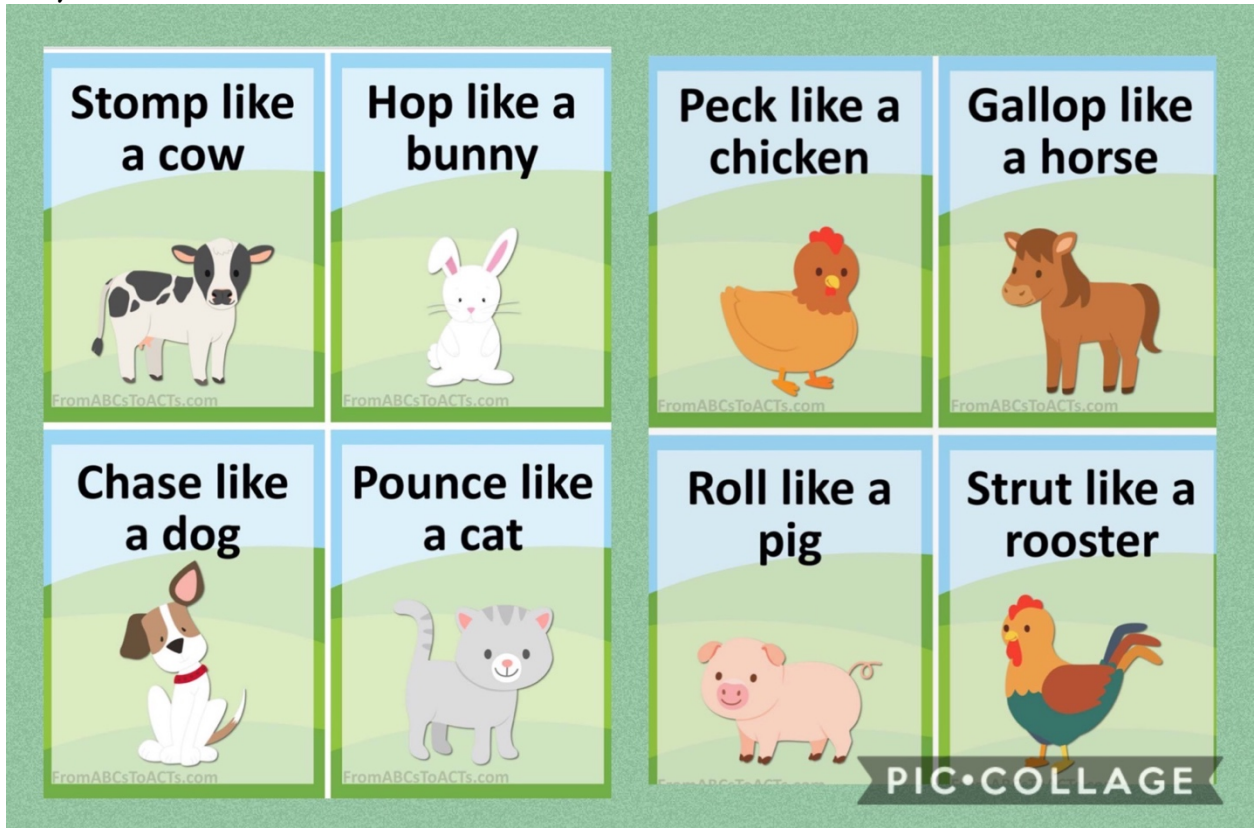 Stomp like
a cow
FromABCsToACTs.com
Hop like a
bunny
FromABCsToACTs.com
Peck like a
chicken
FromABCsToACTs.com
Gallop like
a horse
FromABCsToACTs.com
Chase like
a dog
FromABCsToACTs.com
Pounce like
a cat
FromABCsToACTs.com
Roll like a
pig
Strut like a
rooster
PIC•COLLAGE